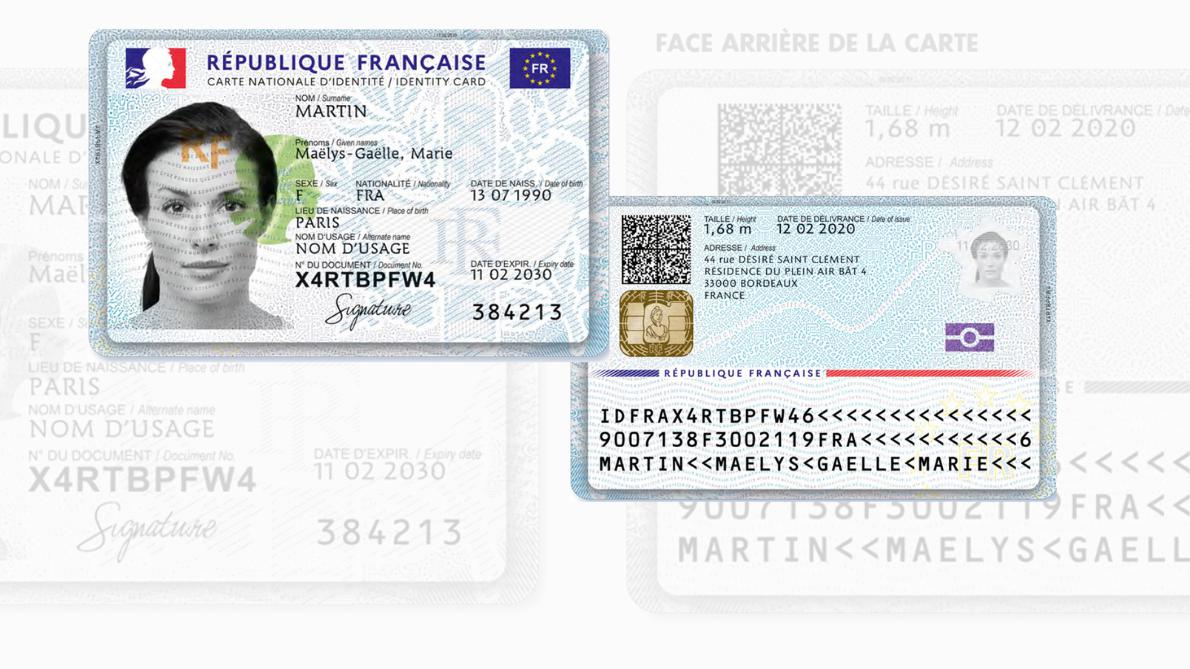 FACE ARRIÈRE DE LA CARTE
RÉPUBLIQUE FRANÇAISE
FR
CARTE NATIONALE D'IDENTITÉ / IDENTITY CARD
NOM / Surname
MARTIN
RF
Prénoms / Given names
Maëlys-Gaëlle, Marie
SEXE / Sex NATIONALITÉ / Nationality DATE DE NAISS. / Date of birth
F FRA 13 07 1990
LIEU DE NAISSANCE / Place of birth
PARIS
NOM D'USAGE / Alternate name
NOM D'USAGE
N° DU DOCUMENT / Document No. DATE D'EXPIR. / Expiry date
X4RTBPFW4 11 02 2030
Signature 384213
TAILLE / Height DATE DE DÉLIVRANCE / Date of issue
1,68 m 12 02 2020
ADRESSE / Address
44 rue DÉSIRÉ SAINT CLÉMENT
RÉSIDENCE DU PLEIN AIR BÂT 4
33000 BORDEAUX
FRANCE
RÉPUBLIQUE FRANÇAISE
IDFRAX4RTBPFW46<<<<<<<<<<<<<<<
9007138F3002119FRA<<<<<<<<<<<6
MARTIN<<MAELYS<GAELLE<MARIE<<<
TAILLE / Height DATE DE DÉLIVRANCE /
1,68 m 12 02 2020
ADRESSE / Address
44 rue DÉSIRÉ SAINT CLÉMENT
AIR BÂT 4
LIEU DE NAISSANCE / Place of birth
PARIS
NOM D'USAGE / Alternate name
NOM D'USAGE
N° DU DOCUMENT / Document No. DATE D'EXPIR. / Expiry date
X4RTBPFW4 11 02 2030
Signature 384213
9007138F3002119FRA<<
MARTIN<<MAELYS<GAELL